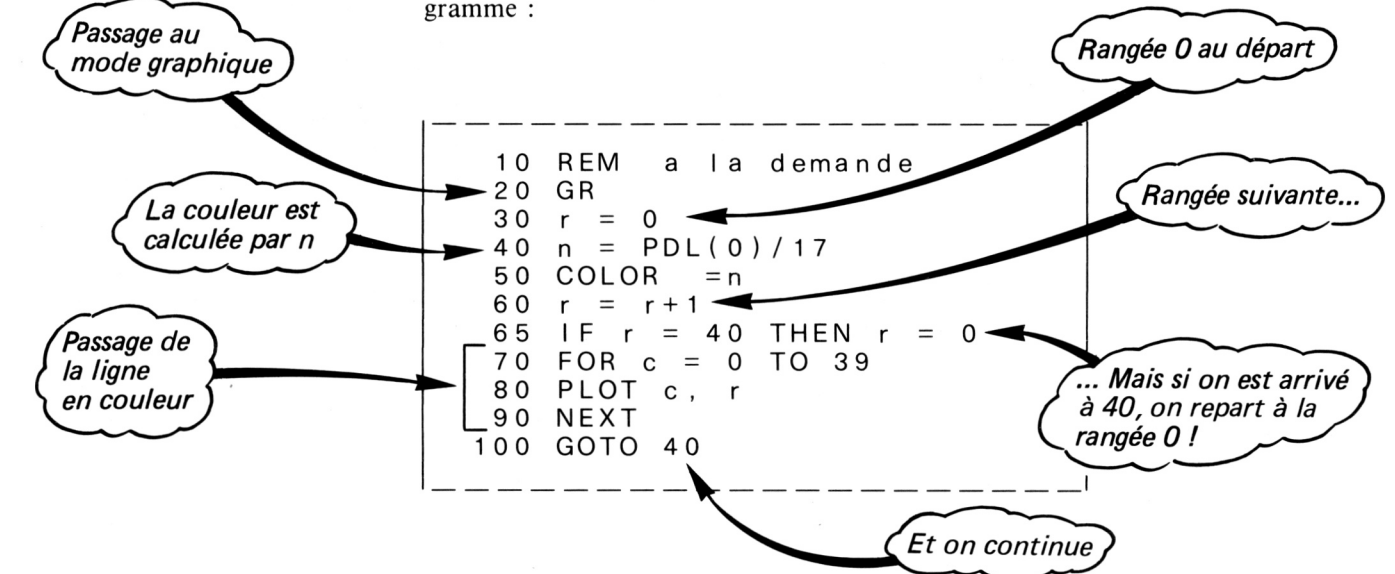 gramme :
Passage au
mode graphique
Rangée 0 au départ
10 REM a la demande
20 GR
30 r = 0
40 n = PDL(0)/17
50 COLOR =n
60 r = r+1
65 IF r = 40 THEN r = 0
70 FOR c = 0 TO 39
80 PLOT c, r
90 NEXT
100 GOTO 40
La couleur est
calculée par n
Rangée suivante...
Passage de
la ligne
en couleur
... Mais si on est arrivé
à 40, on repart à la
rangée 0 !
Et on continue